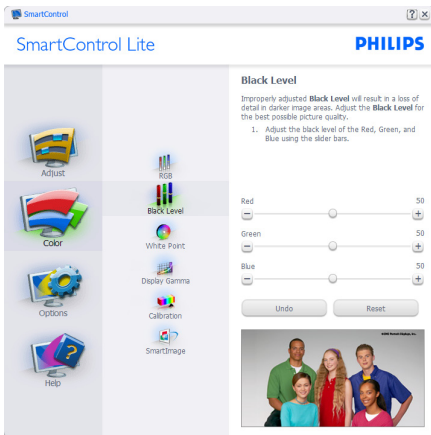 SmartControl
SmartControl Lite
PHILIPS
Adjust
Color
Options
Help
RGB
Black Level
White Point
Display Gamma
Calibration
SmartImage
Black Level
Improperly adjusted Black Level will result in a loss of
detail in darker image areas. Adjust the Black Level for
the best possible picture quality.
1. Adjust the black level of the Red, Green, and
Blue using the slider bars.
Red 50
Green 50
Blue 50
Undo Reset